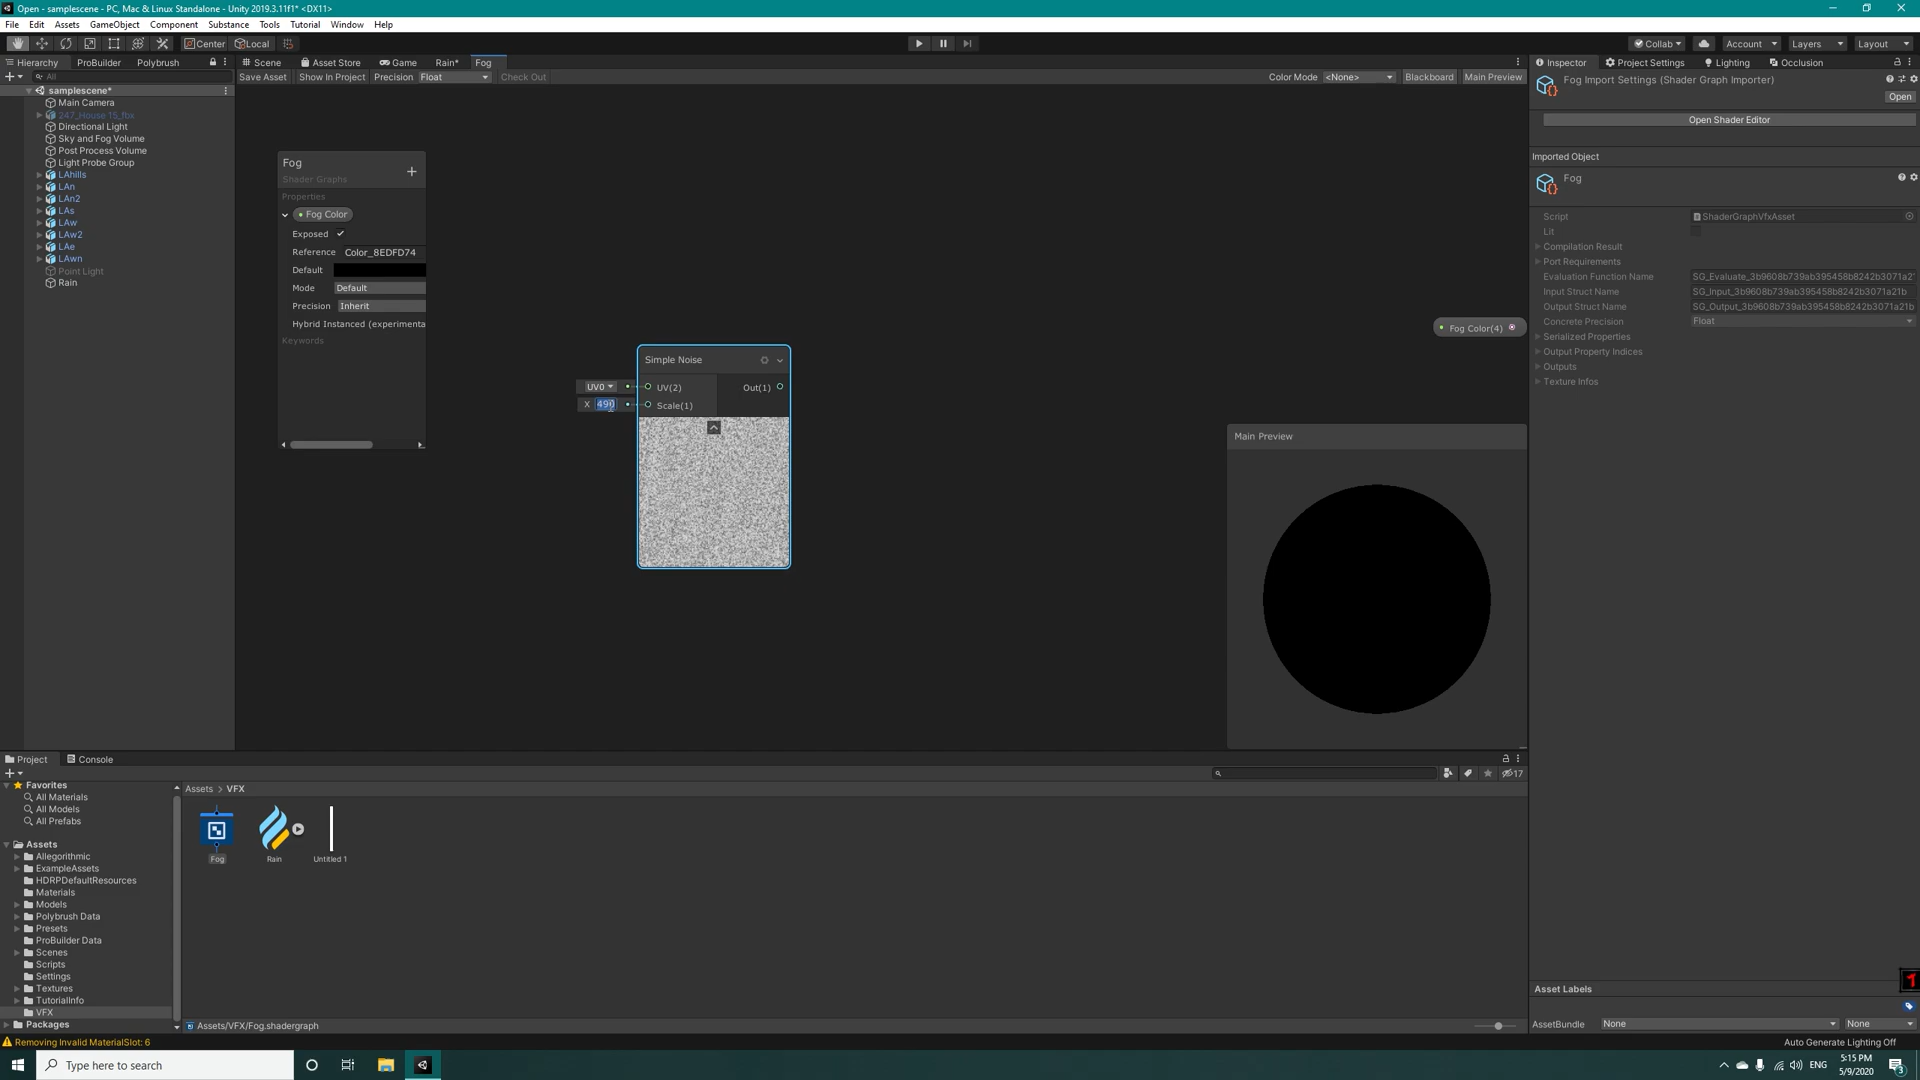 Open - samplescene - PC, Mac & Linux Standalone - Unity 2019.3.11f1* <DX11>
File Edit Assets GameObject Component Substance Tools Tutorial Window Help
Center Local Collab Account Layers Layout
Hierarchy ProBuilder Polybrush Scene Asset Store Game Rain* Fog Inspector Project Settings Lighting Occlusion
All
Save Asset Show In Project Precision Float Check Out Color Mode <None> Blackboard Main Preview
samplescene*
Main Camera
247_House 15_fbx
Directional Light
Sky and Fog Volume
Post Process Volume
Light Probe Group
LAhills
LAn
LAn2
LAs
LAw
LAw2
LAe
LAwn
Point Light
Rain
Fog
Shader Graphs
Properties
Fog Color
Exposed
Reference Color_8EDFD74
Default
Mode Default
Precision Inherit
Hybrid Instanced (experimenta
Keywords
Simple Noise
UV0 UV(2) Out(1)
X 490 Scale(1)
Fog Color(4)
Main Preview
Fog Import Settings (Shader Graph Importer)
Open
Open Shader Editor
Imported Object
Fog
Script ShaderGraphVfxAsset
Lit
Compilation Result
Port Requirements
Evaluation Function Name SG_Evaluate_3b9608b739ab395458b8242b3071a2
Input Struct Name SG_Input_3b9608b739ab395458b8242b3071a21b
Output Struct Name SG_Output_3b9608b739ab395458b8242b3071a21b
Concrete Precision Float
Serialized Properties
Output Property Indices
Outputs
Texture Infos
Project Console
17
Favorites
All Materials
All Models
All Prefabs
Assets
Allegorithmic
ExampleAssets
HDRPDefaultResources
Materials
Models
Polybrush Data
Presets
ProBuilder Data
Scenes
Scripts
Settings
Textures
TutorialInfo
VFX
Packages
Assets > VFX
Fog Rain Untitled 1
Assets/VFX/Fog.shadergraph
1
Asset Labels
AssetBundle None None
Removing Invalid MaterialSlot: 6
Auto Generate Lighting Off
Type here to search
ENG
5:15 PM
5/9/2020
3